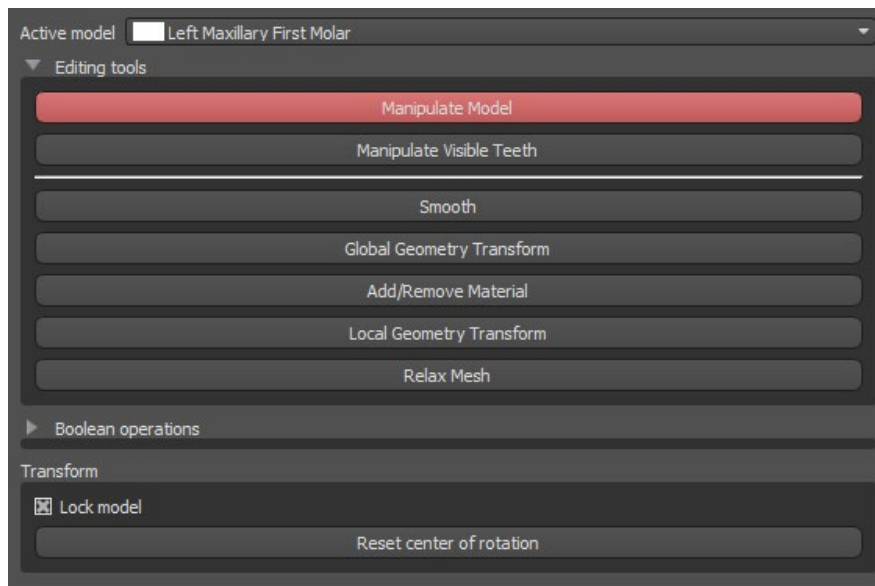 Active model Left Maxillary First Molar
Editing tools
Manipulate Model
Manipulate Visible Teeth
Smooth
Global Geometry Transform
Add/Remove Material
Local Geometry Transform
Relax Mesh
Boolean operations
Transform
Lock model
Reset center of rotation